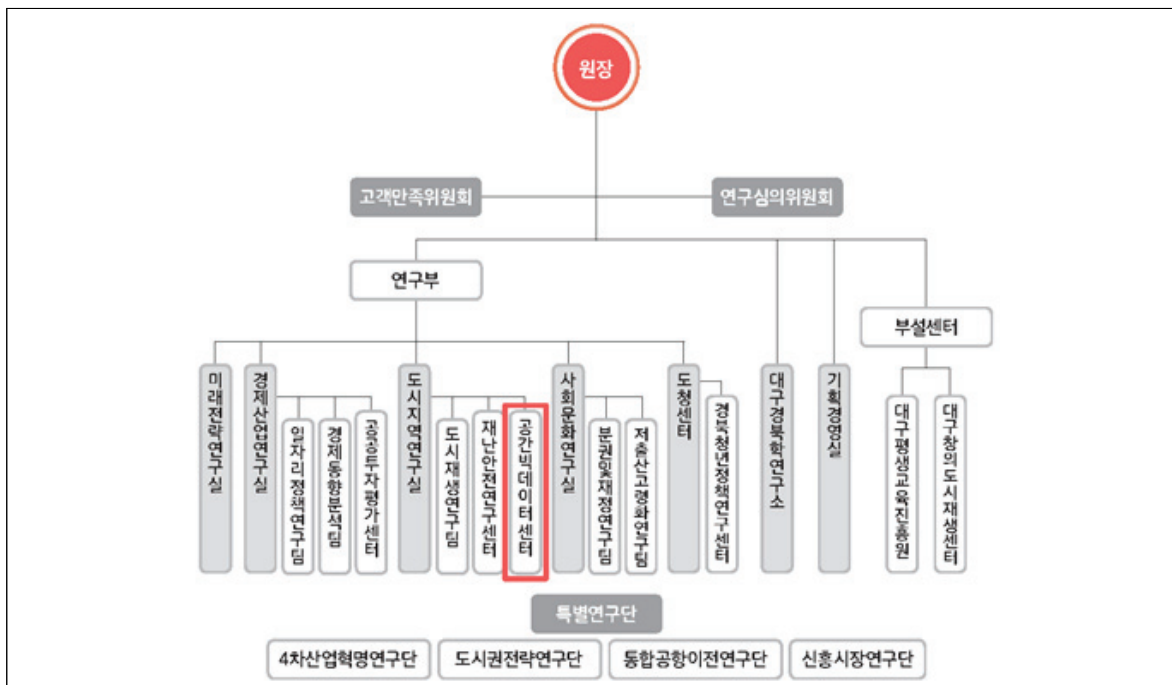 원장
고객만족위원회
연구심의위원회
연구부
부설센터
미래전략연구실
경제산업연구실
일자리정책연구팀
경제동향분석팀
공공투자평가센터
도시지역연구실
도시재생연구팀
재난안전연구센터
공간빅데이터센터
사회문화연구실
분권및재정연구팀
저출산고령화연구팀
도청센터
경북청년정책연구센터
대구경북학연구소
기획경영실
대구평생교육진흥원
대구창의도시재생센터
특별연구단
4차산업혁명연구단
도시권전략연구단
통합공항이전연구단
신흥시장연구단